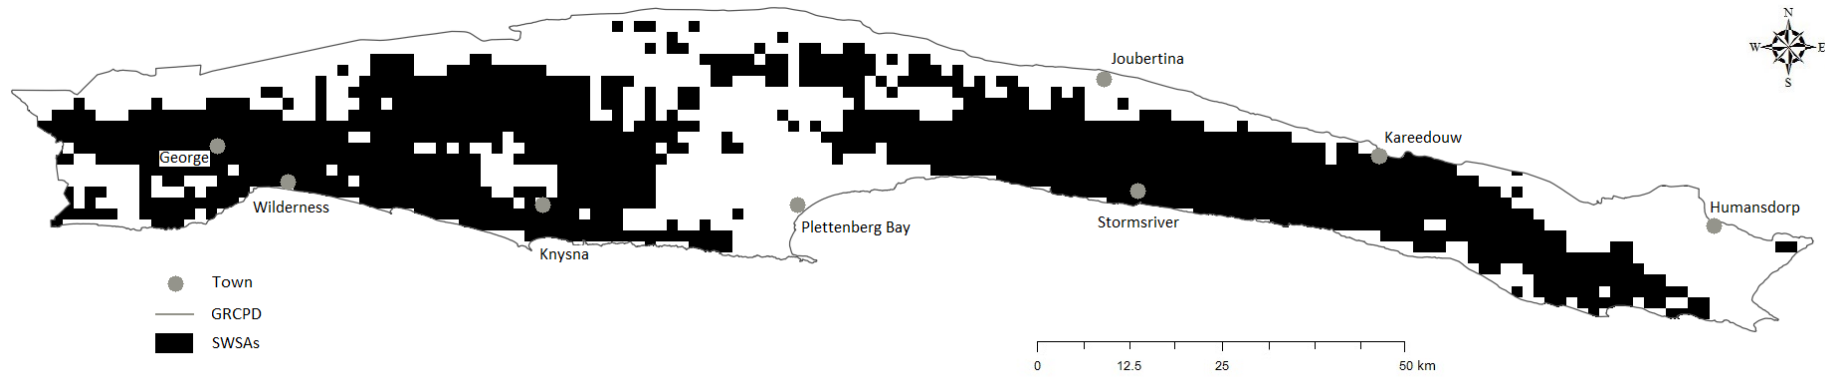 N
W E
S
Joubertina
Kareedouw
George
Wilderness
Knysna
Plettenberg Bay
Stormsriver
Humansdorp
Town
GRCPD
SWSAs
0 12.5 25 50 km